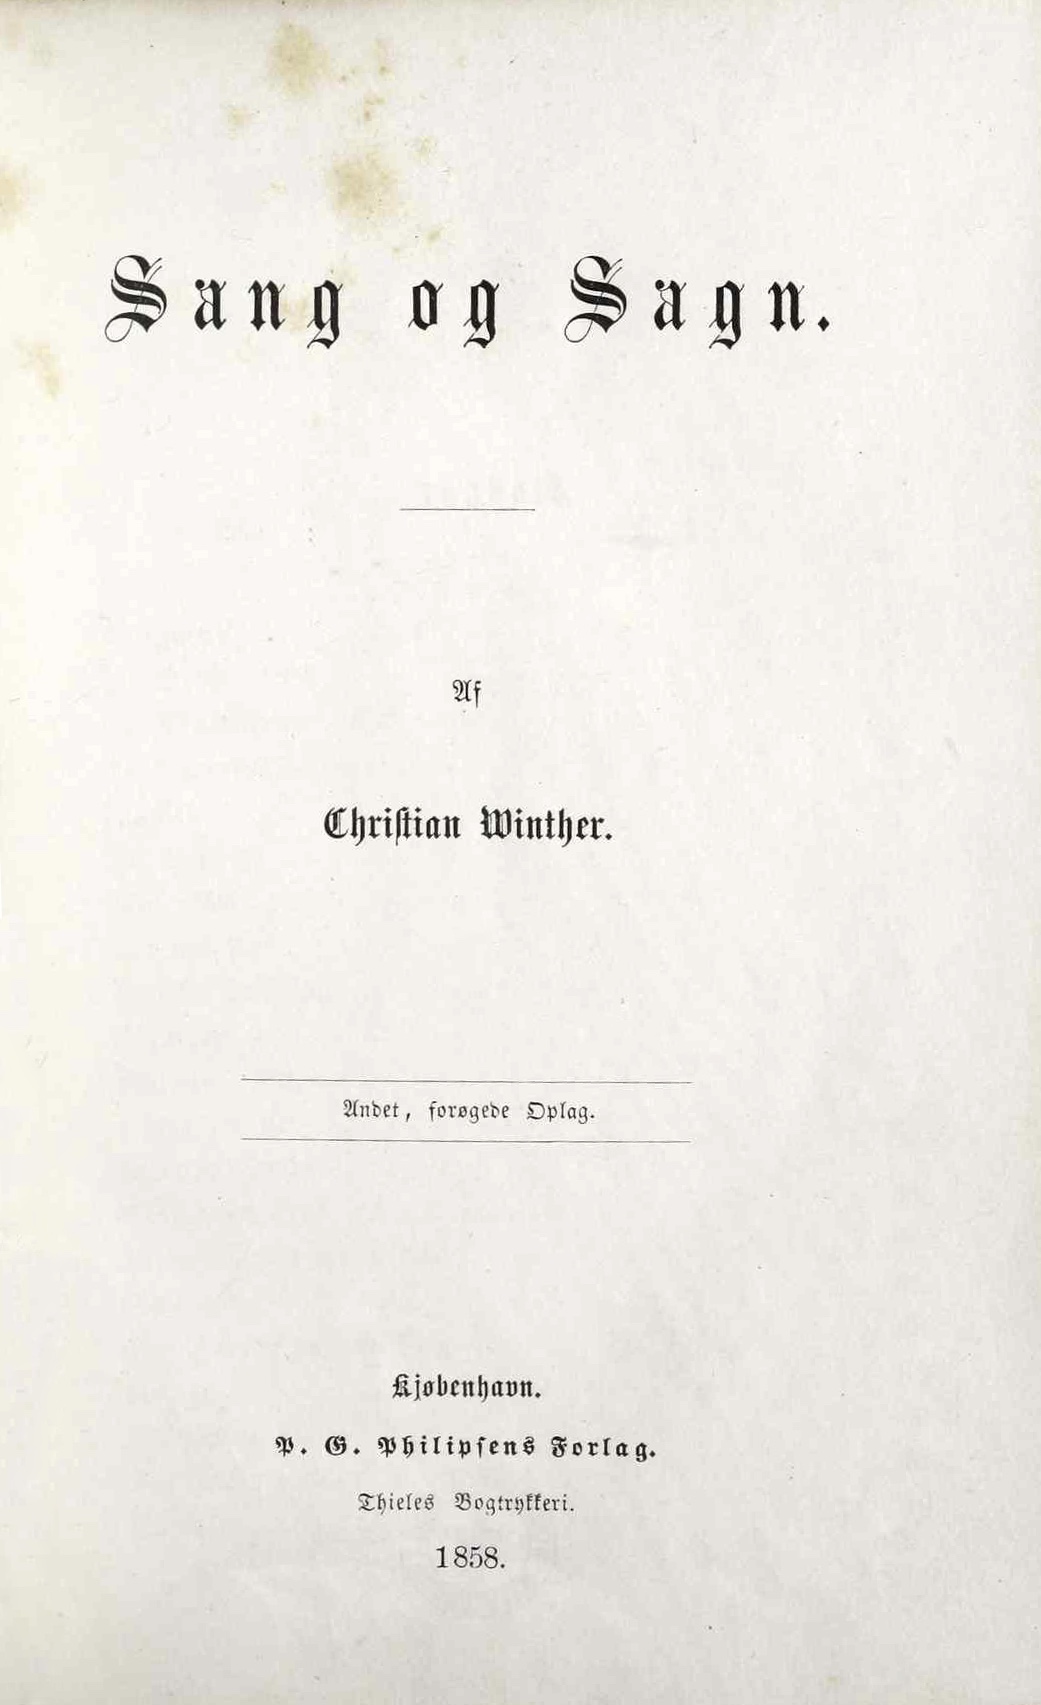 Sang og Sagn.
Af
Christian Winther.
Andet, forøgede Oplag.
Kjøbenhavn.
P. G. Philipsens Forlag.
Thieles Bogtrykkeri.
1858.